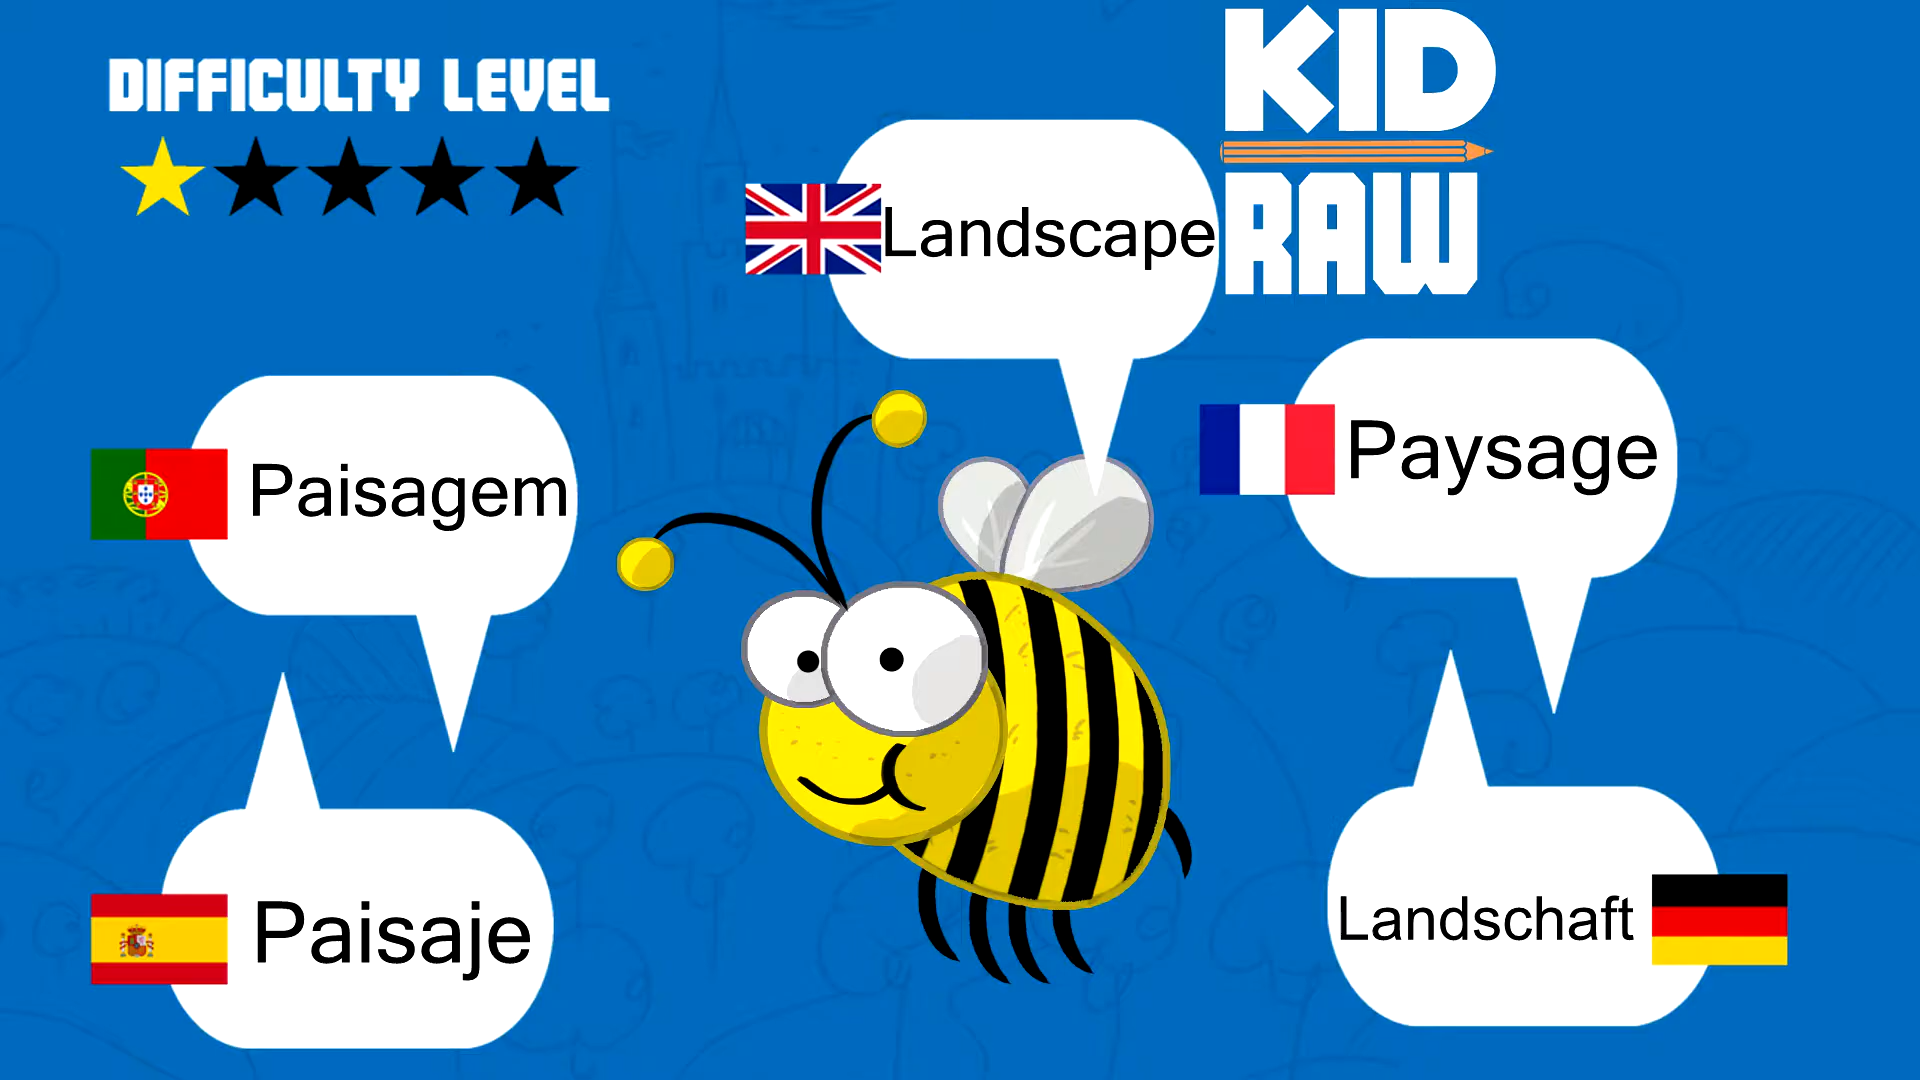 DIFFICULTY LEVEL
KID
RAW
Landscape
Paisagem
Paysage
Paisaje
Landschaft